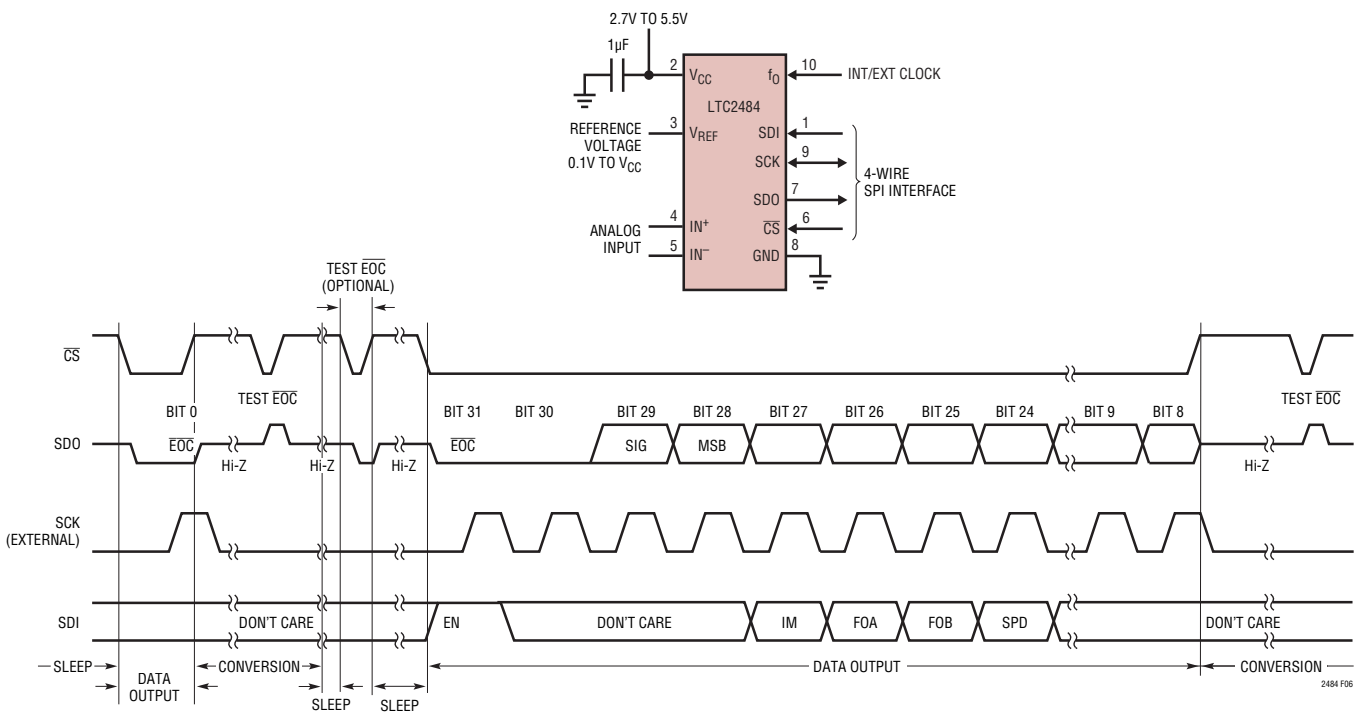 2.7V TO 5.5V
1µF
2
VCC
fO
10
INT/EXT CLOCK
LTC2484
REFERENCE
VOLTAGE
0.1V TO VCC
3
VREF
SDI
1
SCK
9
SDO
7
4-WIRE
SPI INTERFACE
ANALOG
INPUT
4
IN+
CS
6
5
IN–
GND
8
TEST EOC
(OPTIONAL)
CS
TEST EOC
TEST EOC
BIT 0
BIT 31
BIT 30
BIT 29
BIT 28
BIT 27
BIT 26
BIT 25
BIT 24
BIT 9
BIT 8
SDO
EOC
Hi-Z
Hi-Z
Hi-Z
EOC
SIG
MSB
Hi-Z
SCK
(EXTERNAL)
SDI
DON'T CARE
EN
DON'T CARE
IM
FOA
FOB
SPD
DON'T CARE
SLEEP
DATA
OUTPUT
CONVERSION
SLEEP
SLEEP
DATA OUTPUT
CONVERSION
2484 F06